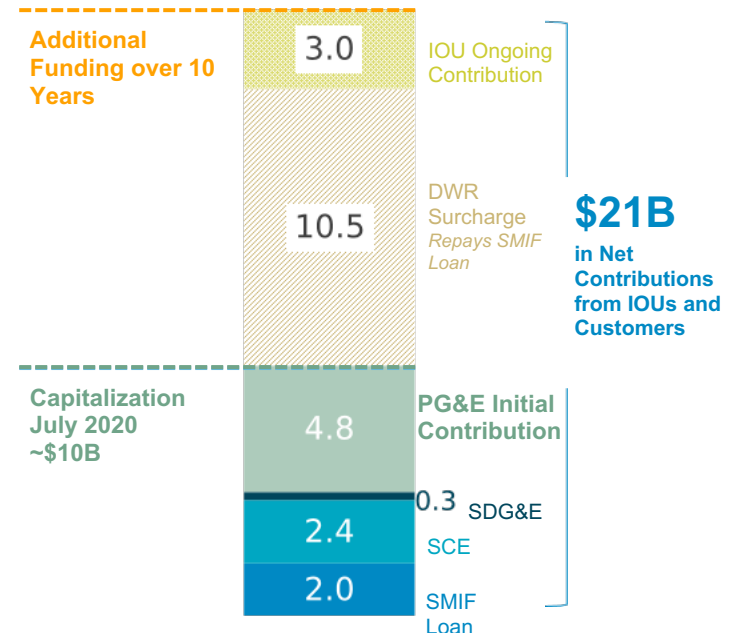 Additional
Funding over 10
Years
3.0
IOU Ongoing
Contribution
10.5
DWR
Surcharge
Repays SMIF
Loan
$21B
in Net
Contributions
from IOUs and
Customers
Capitalization
July 2020
~$10B
4.8
PG&E Initial
Contribution
0.3
SDG&E
2.4
SCE
2.0
SMIF
Loan